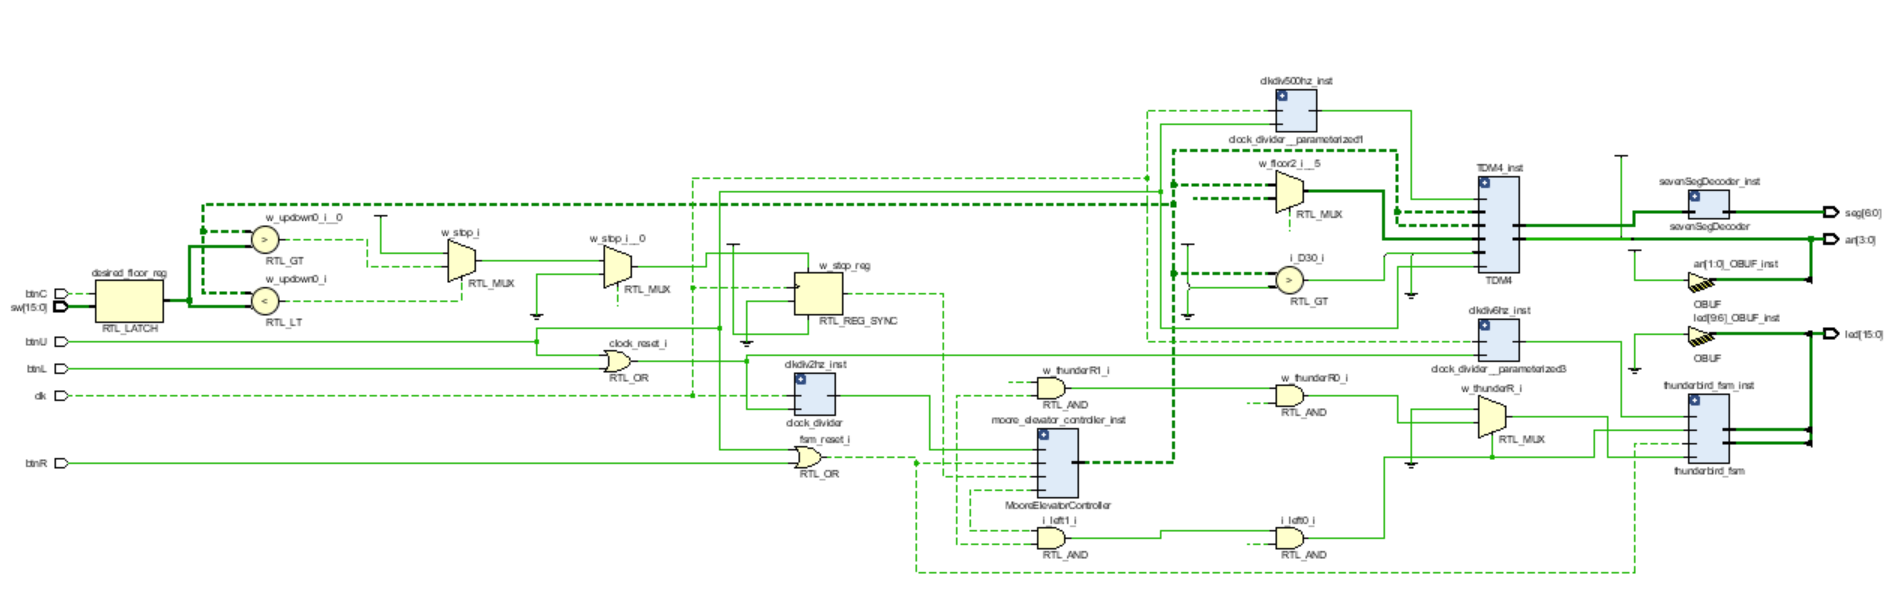 clkdiv500hz_inst
clock_divider__parameterized1
w_floor2_i__5
RTL_MUX
TDM4_inst
TDM4
sevenSegDecoder_inst
sevenSegDecoder
seg[6:0]
an[3:0]
w_updown0_i__0
>
RTL_GT
w_updown0_i
<
RTL_LT
w_stop_i
RTL_MUX
w_stop_i__0
RTL_MUX
w_stop_reg
RTL_REG_SYNC
i_D30_i
>
RTL_GT
an[1:0]_OBUF_inst
OBUF
desired_floor_reg
RTL_LATCH
btnC
sw[15:0]
btnU
btnL
clk
btnR
clock_reset_i
RTL_OR
clkdiv2hz_inst
clock_divider
fsm_reset_i
RTL_OR
clkdiv6hz_inst
clock_divider__parameterized3
led[9:6]_OBUF_inst
OBUF
led[15:0]
w_thunderR1_i
RTL_AND
w_thunderR0_i
RTL_AND
w_thunderR_i
RTL_MUX
thunderbird_fsm_inst
thunderbird_fsm
moore_elevator_controller_inst
MooreElevatorController
i_left1_i
RTL_AND
i_left0_i
RTL_AND